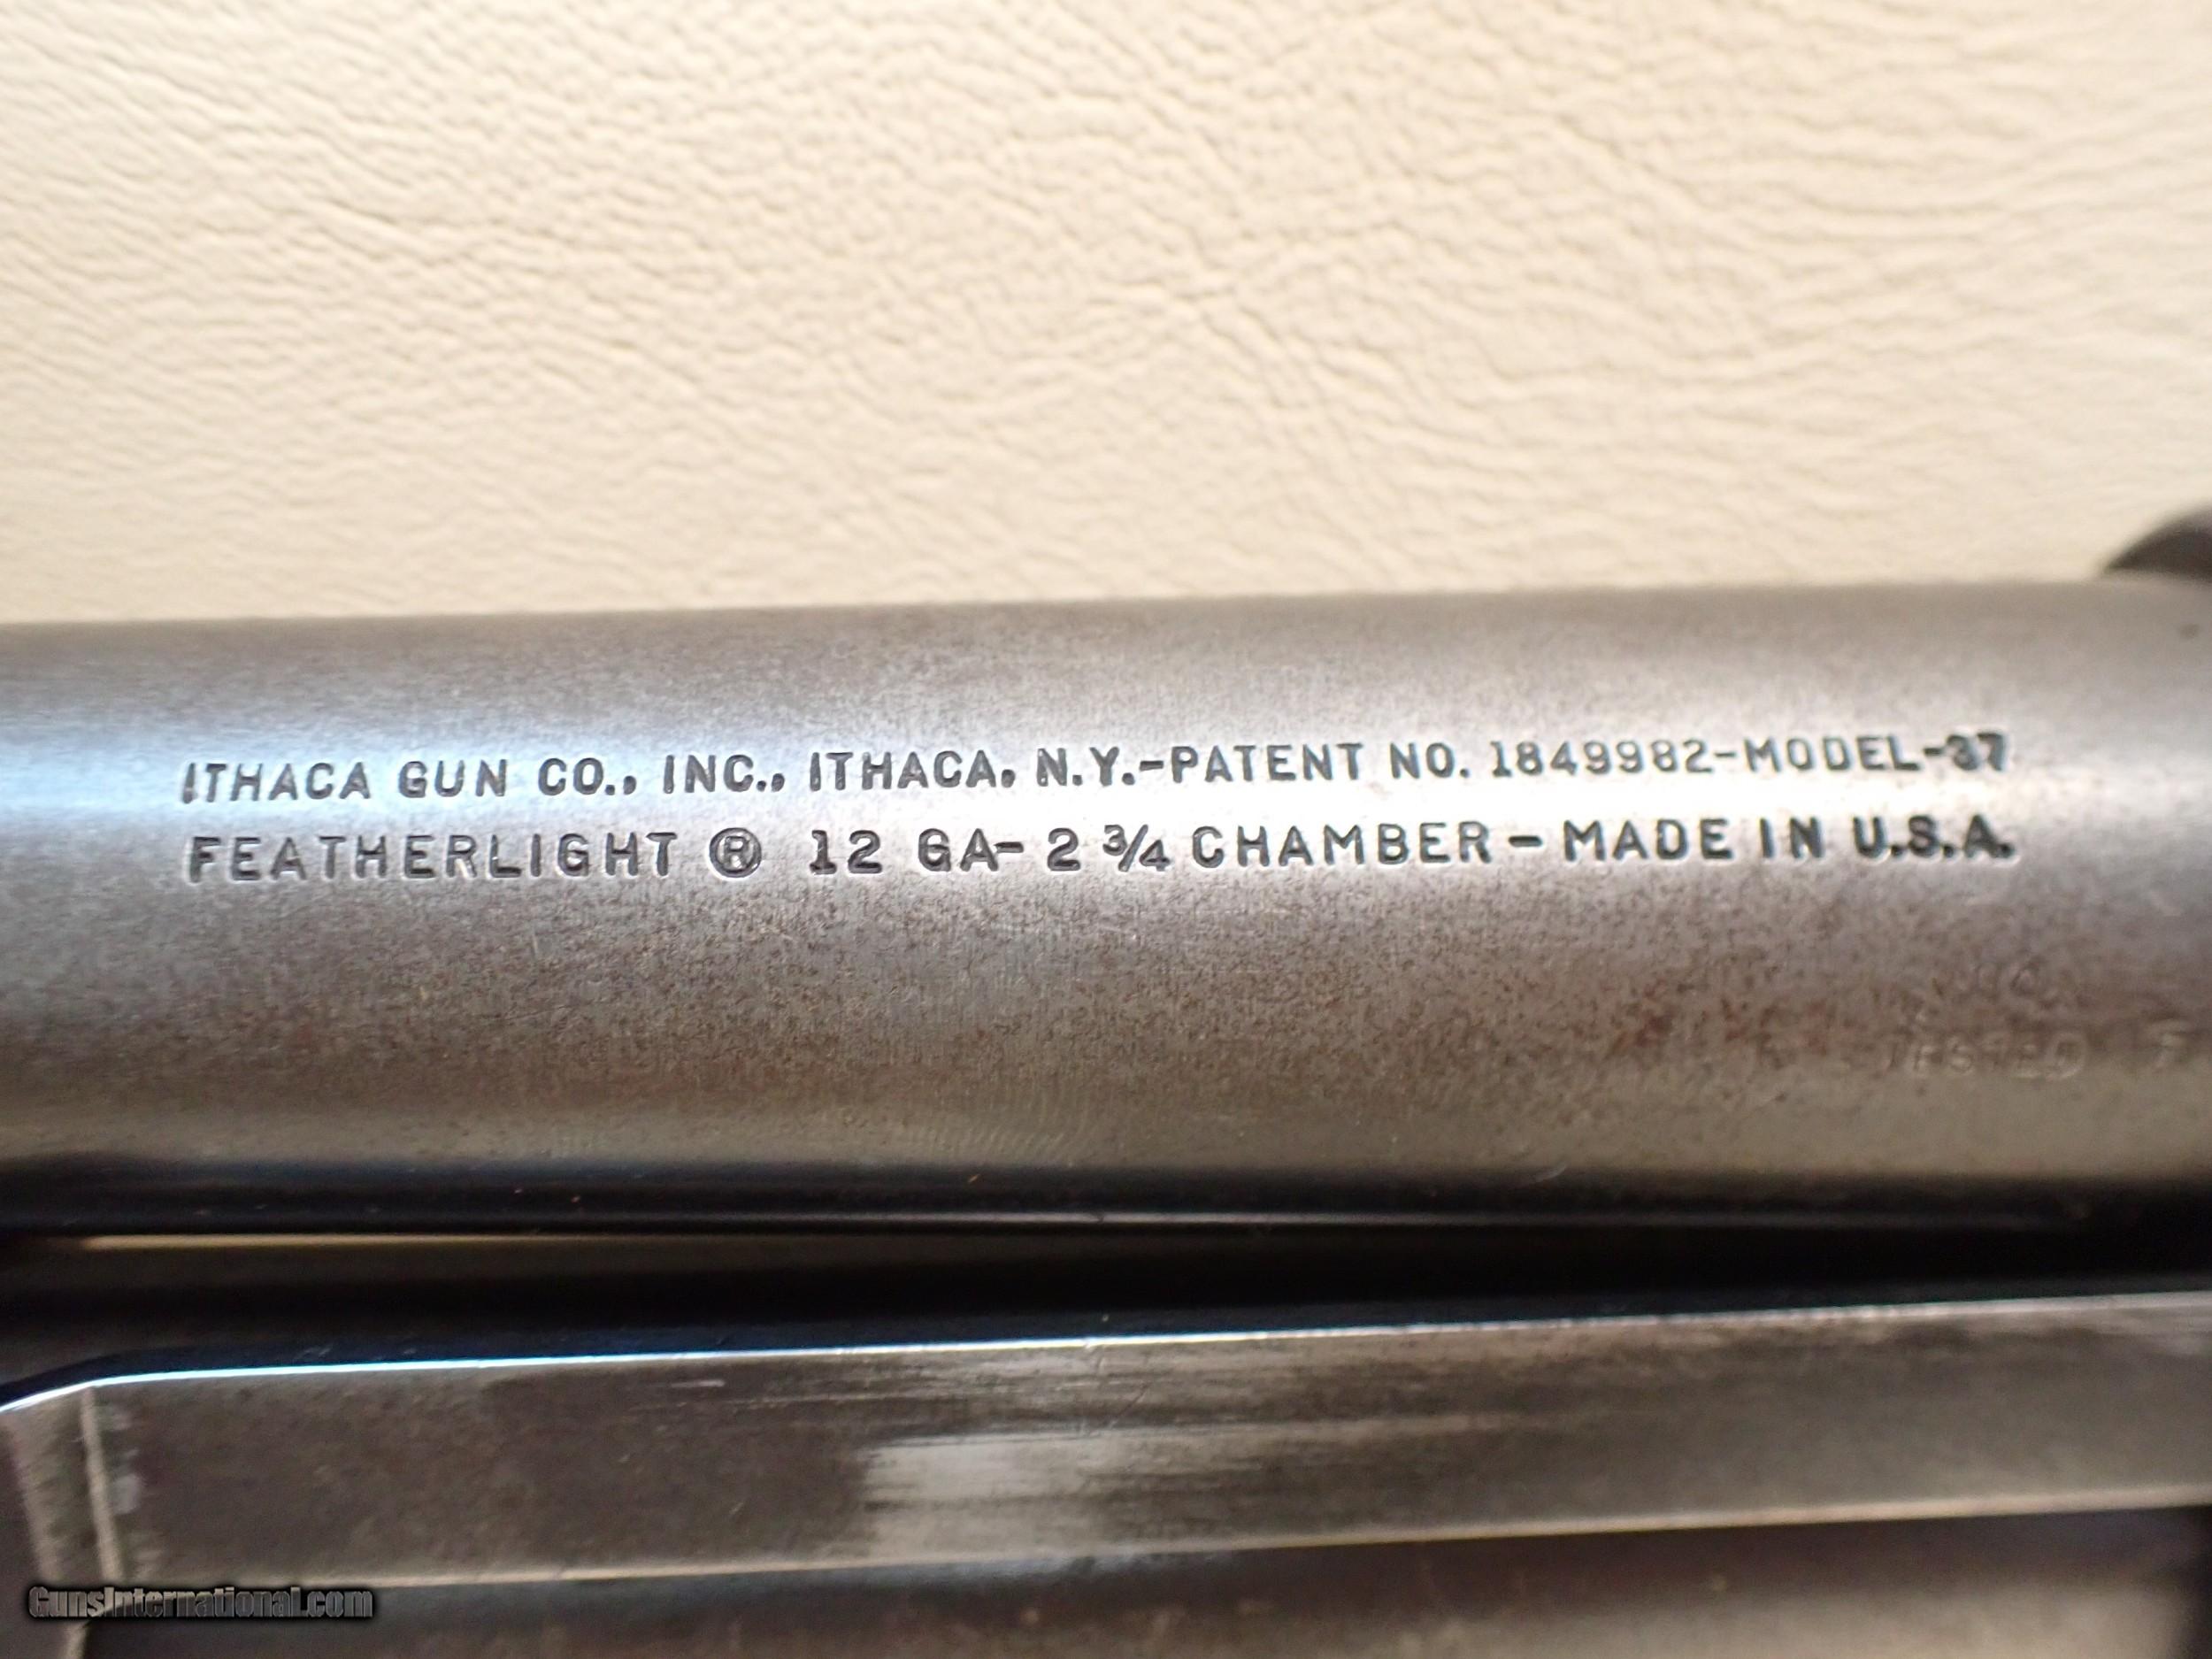 ITHACA GUN CO., INC., ITHACA, N.Y.-PATENT NO. 1849982-MODEL-37
FEATHERLIGHT ® 12 GA- 2 3/4 CHAMBER - MADE IN U.S.A.
TESTED
GunsInternational.com